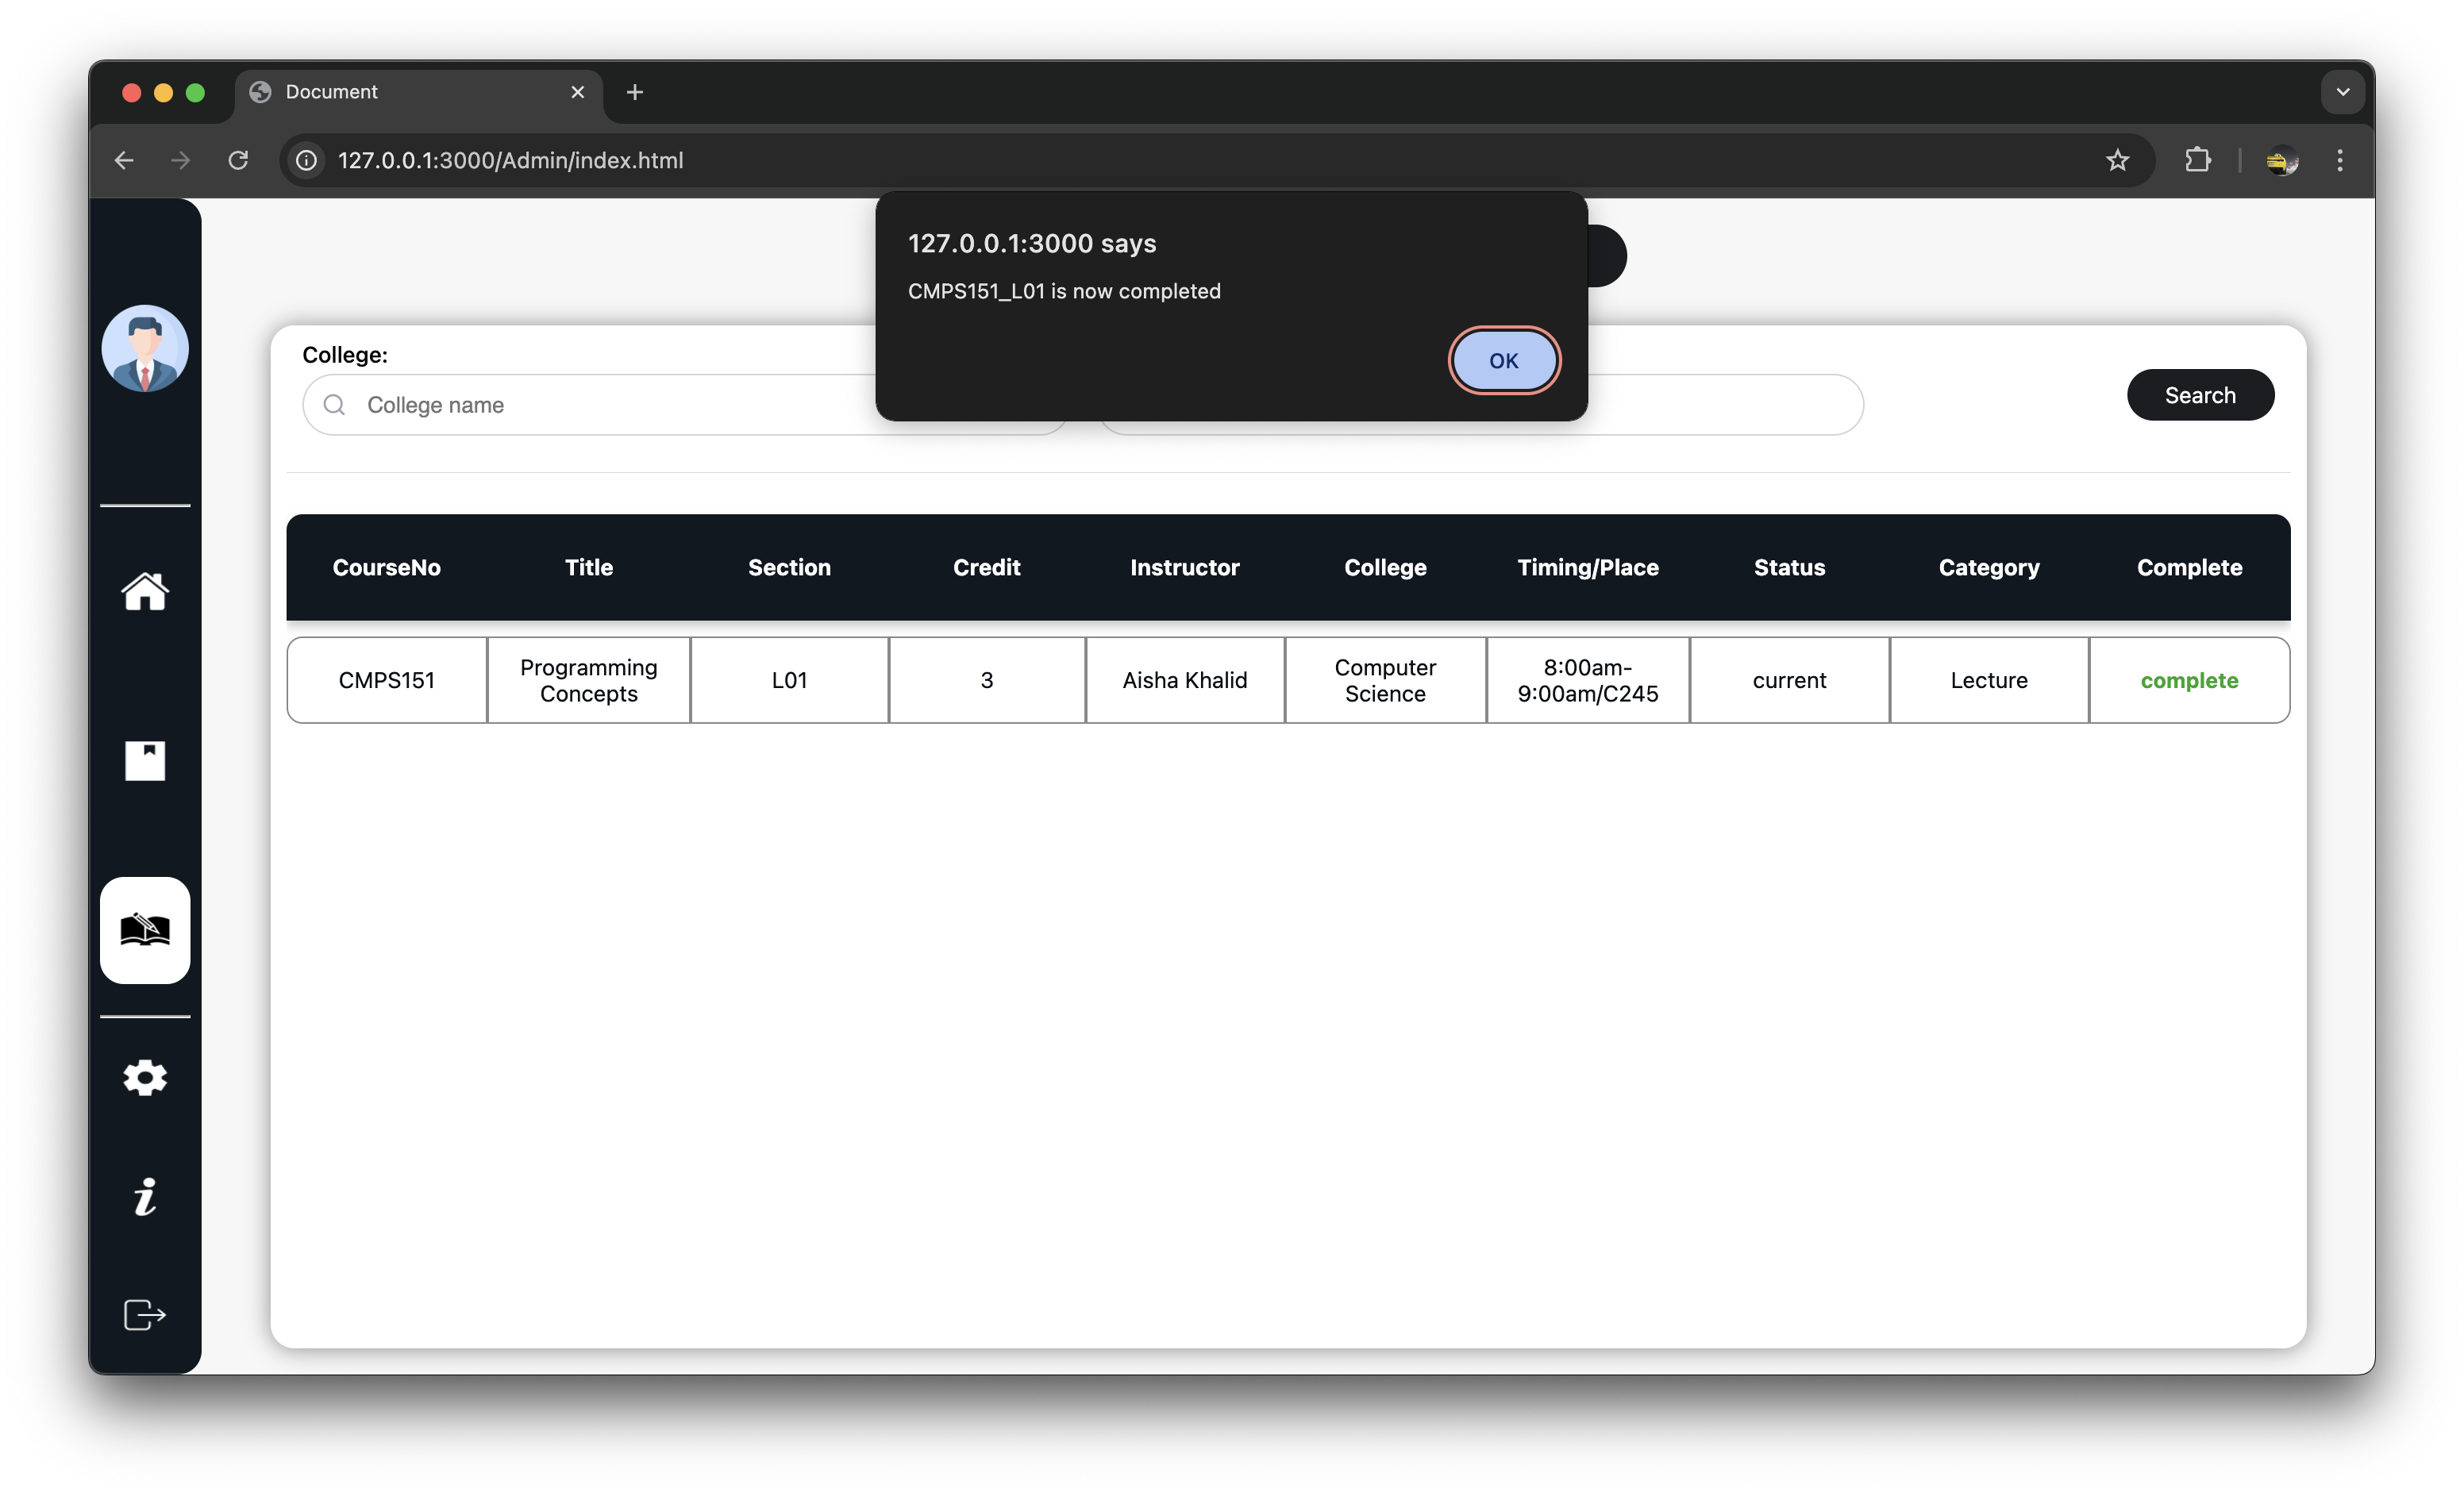 Document
127.0.0.1:3000/Admin/index.html
127.0.0.1:3000 says
CMPS151_L01 is now completed
OK
College:
College name
Search
CourseNo Title Section Credit Instructor College Timing/Place Status Category Complete
CMPS151 Programming Concepts L01 3 Aisha Khalid Computer Science 8:00am-9:00am/C245 current Lecture complete